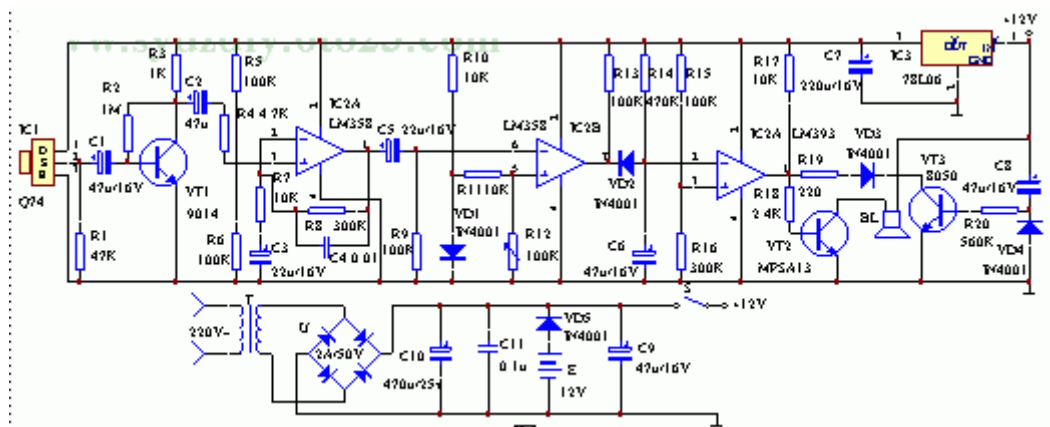 +12V
R3
1K
C2
47u
R2
1M
R5
100K
R4 4.7K
IC2A
LM358
C5
22u/16V
R10
10K
LM358
IC2B
R13
100K
R14
470K
R15
100K
R17
10K
C7
220u/16V
OUT
IN
GND
IC3
78L06
IC1
D
S
G
Q74
C1
47u/16V
VT1
9014
R7
10K
R8
300K
C4 0.01
C3
22u/16V
R1
47K
R6
100K
R9
100K
R11 10K
VD1
1N4001
R12
100K
VD2
1N4001
C6
47u/16V
R16
300K
IC2A
LM393
R19
220
VD3
1N4001
R18
2.4K
VT2
MPSA13
BL
VT3
8050
C8
47u/16V
R20
560K
VD4
1N4001
T
220V~
U
2A/50V
C10
470u/25v
C11
0.1u
VD5
1N4001
E
12V
C9
47u/16V
S
+12V